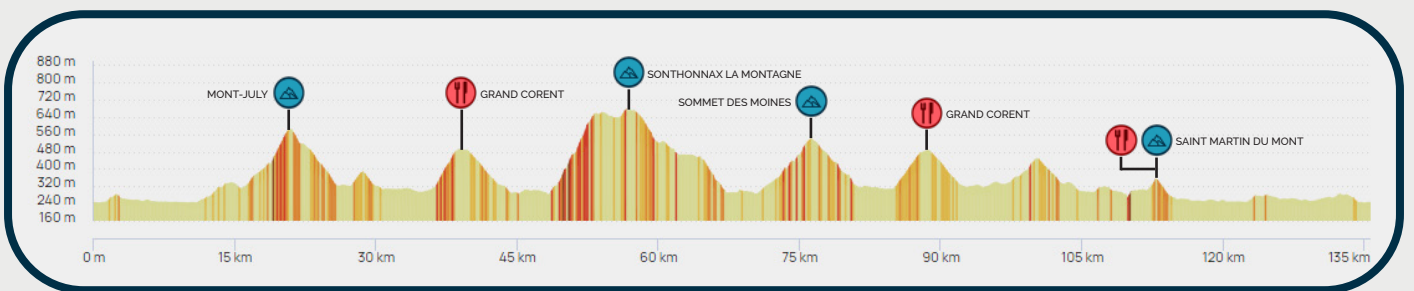 880 m
800 m
720 m
640 m
560 m
480 m
400 m
320 m
240 m
160 m
MONT-JULY
GRAND CORENT
SONTHONNAX LA MONTAGNE
SOMMET DES MOINES
GRAND CORENT
SAINT MARTIN DU MONT
0 m 15 km 30 km 45 km 60 km 75 km 90 km 105 km 120 km 135 km